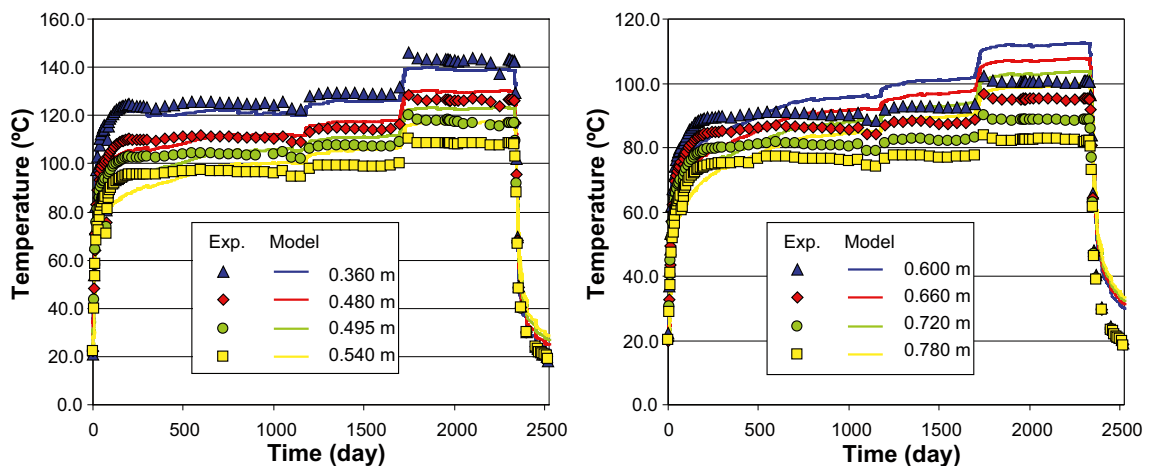 Temperature (ºC)
160.0
140.0
120.0
100.0
80.0
60.0
40.0
20.0
0.0
0 500 1000 1500 2000 2500
Time (day)
Exp. Model
0.360 m
0.480 m
0.495 m
0.540 m
Temperature (ºC)
120.0
100.0
80.0
60.0
40.0
20.0
0.0
0 500 1000 1500 2000 2500
Time (day)
Exp. Model
0.600 m
0.660 m
0.720 m
0.780 m